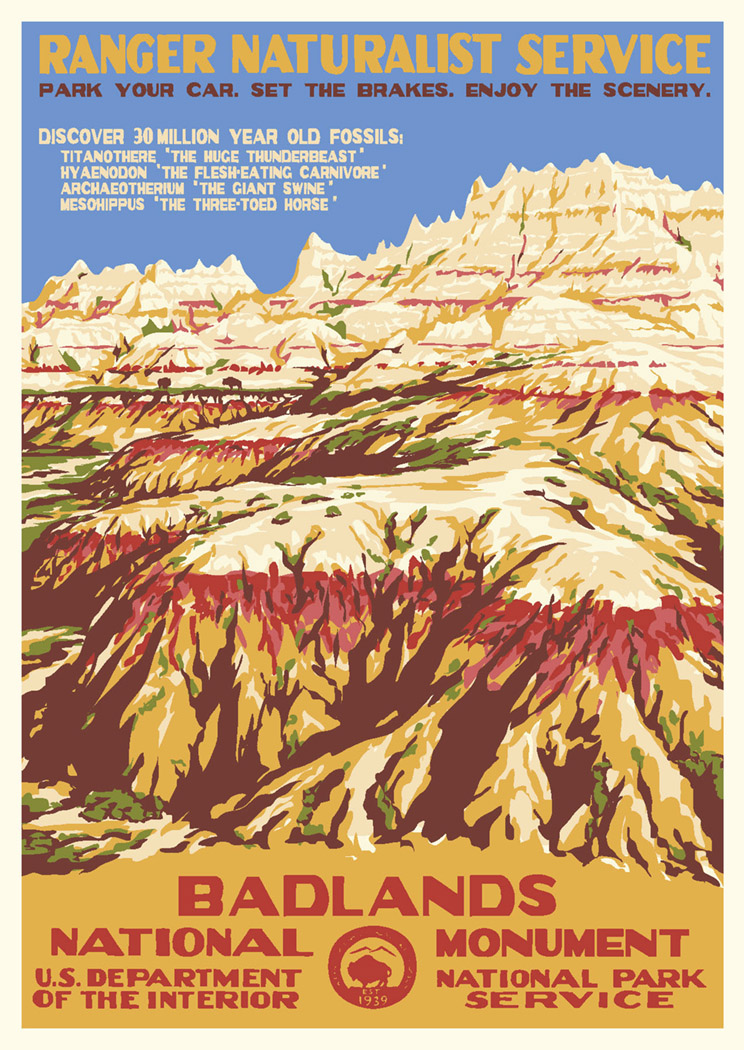 RANGER NATURALIST SERVICE
PARK YOUR CAR. SET THE BRAKES. ENJOY THE SCENERY.
DISCOVER 30 MILLION YEAR OLD FOSSILS:
TITANOTHERE "THE HUGE THUNDERBEAST"
HYAENODON "THE FLESH-EATING CARNIVORE"
ARCHAEOTHERIUM "THE GIANT SWINE"
MESOHIPPUS "THE THREE-TOED HORSE"
BADLANDS
NATIONAL MONUMENT
U.S. DEPARTMENT
OF THE INTERIOR
EST
1939
NATIONAL PARK
SERVICE